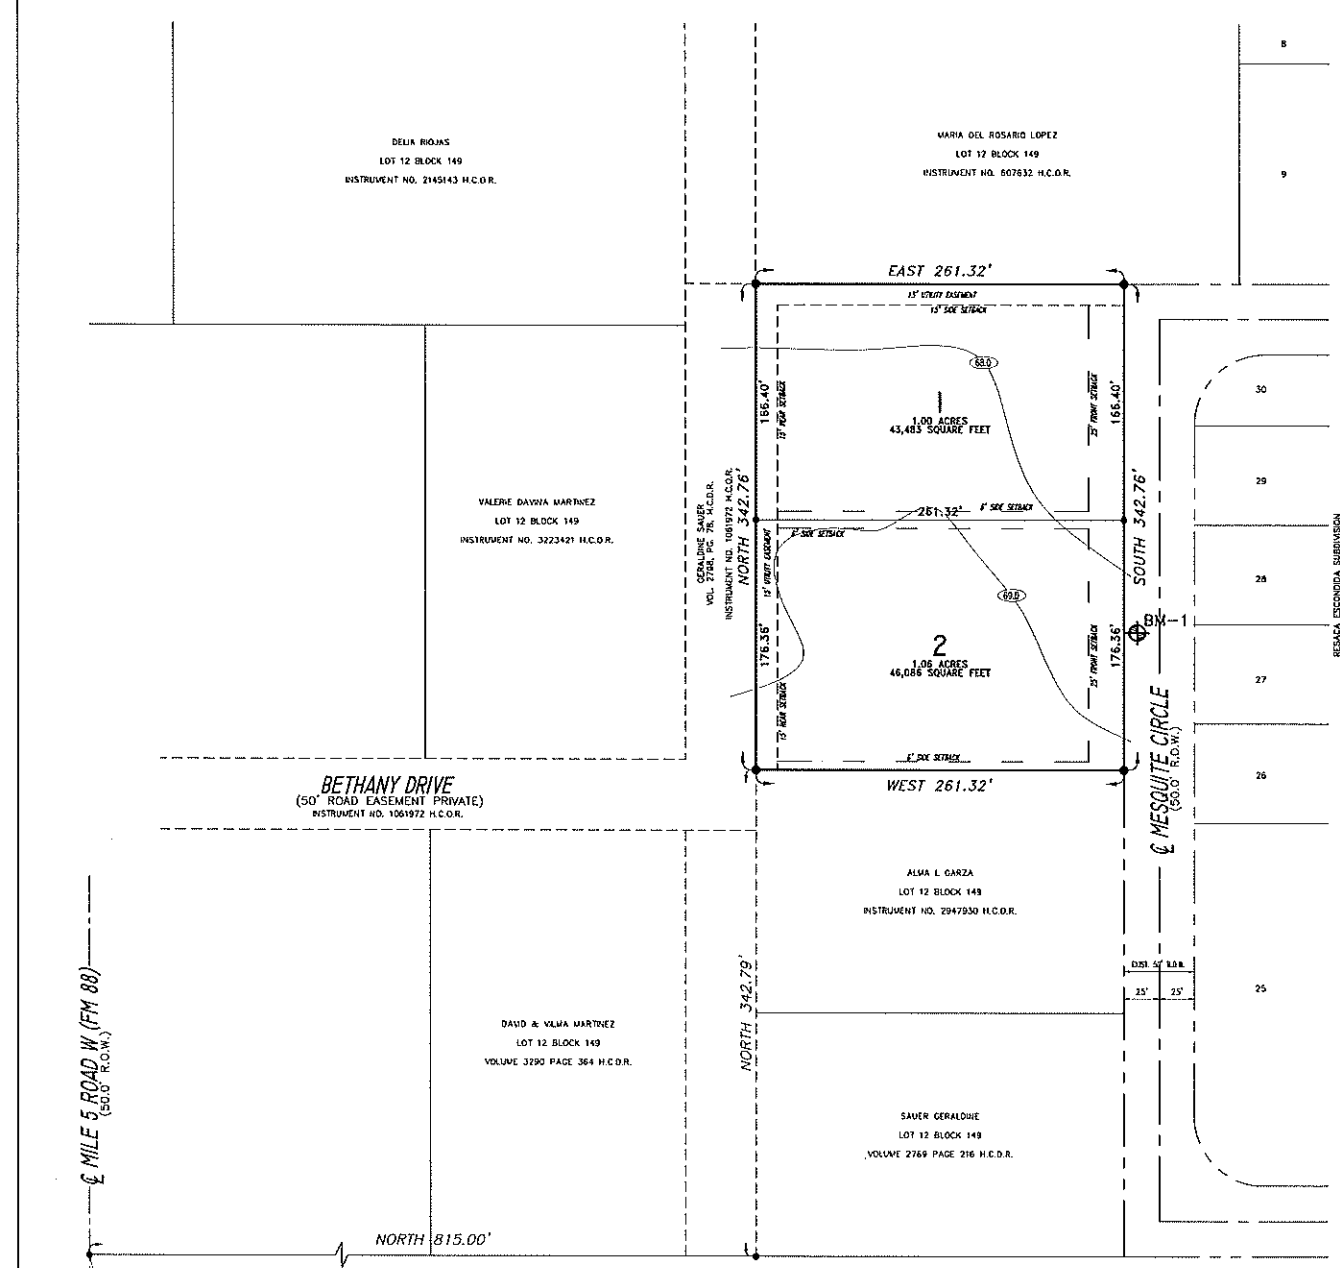 8
DELIA RIOJAS
LOT 12 BLOCK 149
INSTRUMENT NO. 2145143 H.C.O.R.
MARIA DEL ROSARIO LOPEZ
LOT 12 BLOCK 149
INSTRUMENT NO. 607632 H.C.O.R.
9
EAST 261.32'
15' UTILITY EASEMENT
15' SIDE SETBACK
68.0
166.40'
15' REAR SETBACK
1
1.00 ACRES
43,483 SQUARE FEET
25' FRONT SETBACK
166.40'
30
29
VALERIE DAVINA MARTINEZ
LOT 12 BLOCK 149
INSTRUMENT NO. 3223421 H.C.O.R.
GERALDINE SAUER
VOL. 2768, PG. 78, H.C.D.R.
INSTRUMENT NO. 1061972 H.C.O.R.
NORTH 342.76'
SOUTH 342.76'
261.32'
6' SIDE SETBACK
6' SIDE SETBACK
15' UTILITY EASEMENT
RESACA ESCONDIDA SUBDIVISION
28
69.0
BM-1
176.36'
2
1.06 ACRES
46,086 SQUARE FEET
25' FRONT SETBACK
176.36'
27
15' REAR SETBACK
6' SIDE SETBACK
WEST 261.32'
℄ MESQUITE CIRCLE
(50.0' R.O.W.)
26
BETHANY DRIVE
(50' ROAD EASEMENT PRIVATE)
INSTRUMENT NO. 1061972 H.C.O.R.
ALMA L GARZA
LOT 12 BLOCK 149
INSTRUMENT NO. 2947930 H.C.O.R.
EXIST. 50' R.O.W.
25' 25'
25
℄ MILE 5 ROAD W (FM 88)
(50.0' R.O.W.)
NORTH 342.79'
DAVID & VILMA MARTINEZ
LOT 12 BLOCK 149
VOLUME 3290 PAGE 364 H.C.D.R.
SAUER GERALDINE
LOT 12 BLOCK 149
VOLUME 2769 PAGE 216 H.C.D.R.
NORTH 815.00'